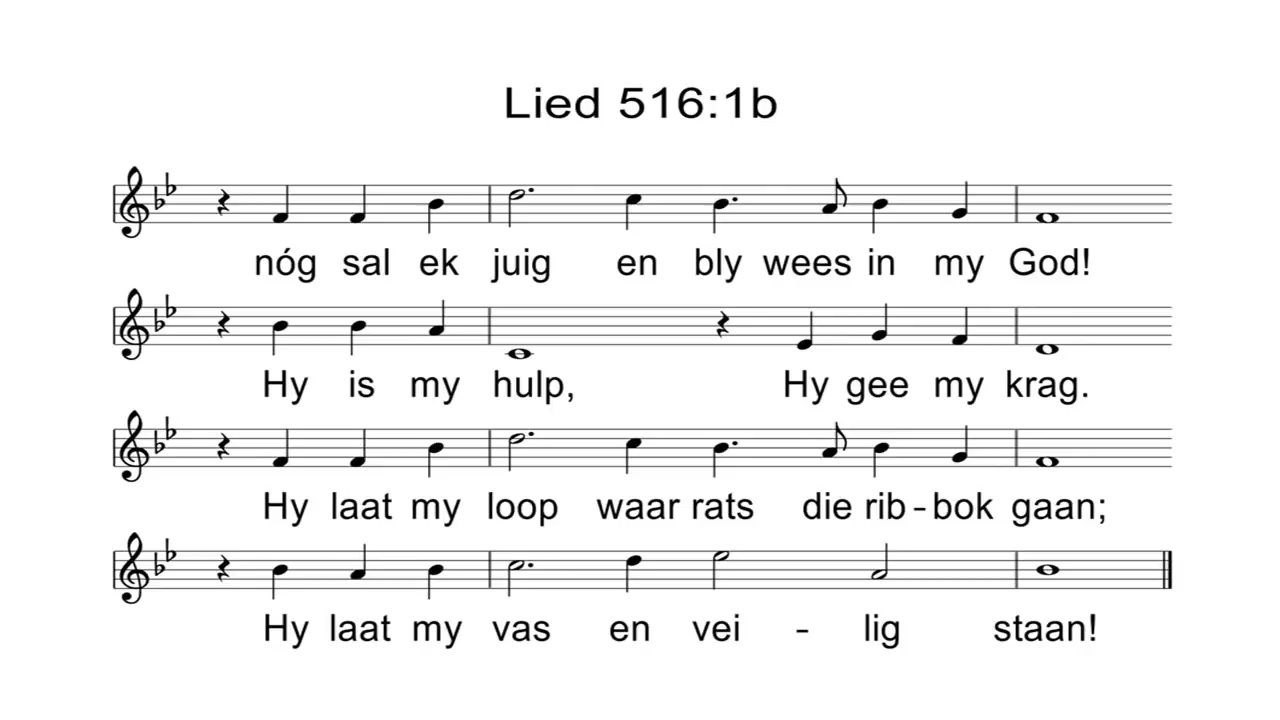 Lied 516:1b
nóg sal ek juig en bly wees in my God!
Hy is my hulp, Hy gee my krag.
Hy laat my loop waar rats die rib-bok gaan;
Hy laat my vas en vei - lig staan!